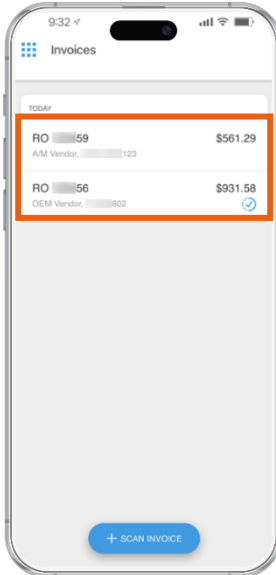 9:32
Invoices
TODAY
RO 59 $561.29
A/M Vendor, 123
RO 56 $931.58
OEM Vendor, 802
+ SCAN INVOICE